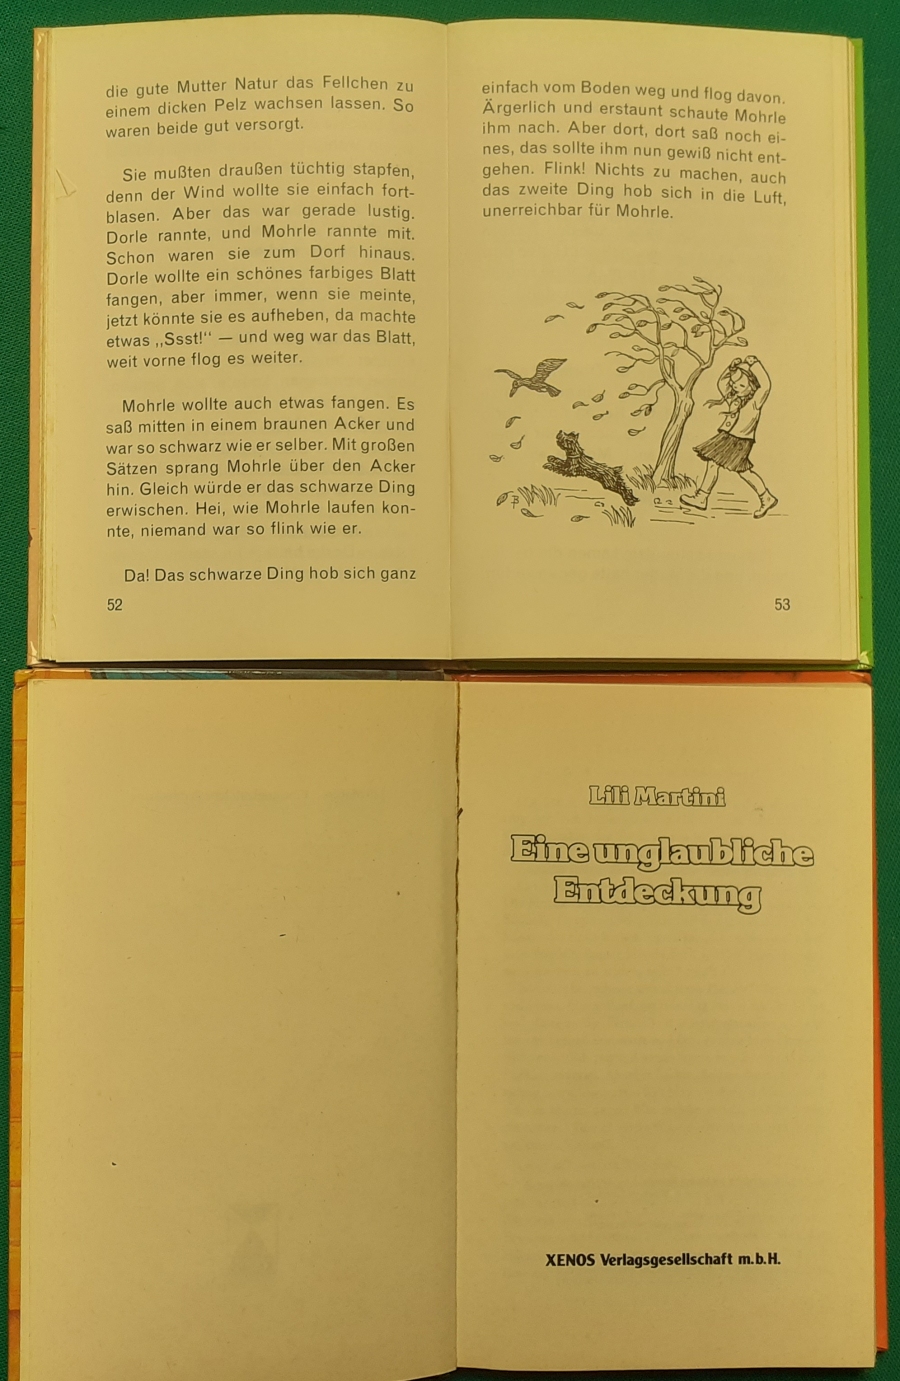 die gute Mutter Natur das Fellchen zu
einem dicken Pelz wachsen lassen. So
waren beide gut versorgt.
Sie mußten draußen tüchtig stapfen,
denn der Wind wollte sie einfach fort-
blasen. Aber das war gerade lustig.
Dorle rannte, und Mohrle rannte mit.
Schon waren sie zum Dorf hinaus.
Dorle wollte ein schönes farbiges Blatt
fangen, aber immer, wenn sie meinte,
jetzt könnte sie es aufheben, da machte
etwas „Ssst!“ — und weg war das Blatt,
weit vorne flog es weiter.
Mohrle wollte auch etwas fangen. Es
saß mitten in einem braunen Acker und
war so schwarz wie er selber. Mit großen
Sätzen sprang Mohrle über den Acker
hin. Gleich würde er das schwarze Ding
erwischen. Hei, wie Mohrle laufen kon-
nte, niemand war so flink wie er.
Da! Das schwarze Ding hob sich ganz
52
einfach vom Boden weg und flog davon.
Ärgerlich und erstaunt schaute Mohrle
ihm nach. Aber dort, dort saß noch ei-
nes, das sollte ihm nun gewiß nicht ent-
gehen. Flink! Nichts zu machen, auch
das zweite Ding hob sich in die Luft,
unerreichbar für Mohrle.
53
Lili Martini
Eine unglaubliche
Entdeckung
XENOS Verlagsgesellschaft m.b.H.